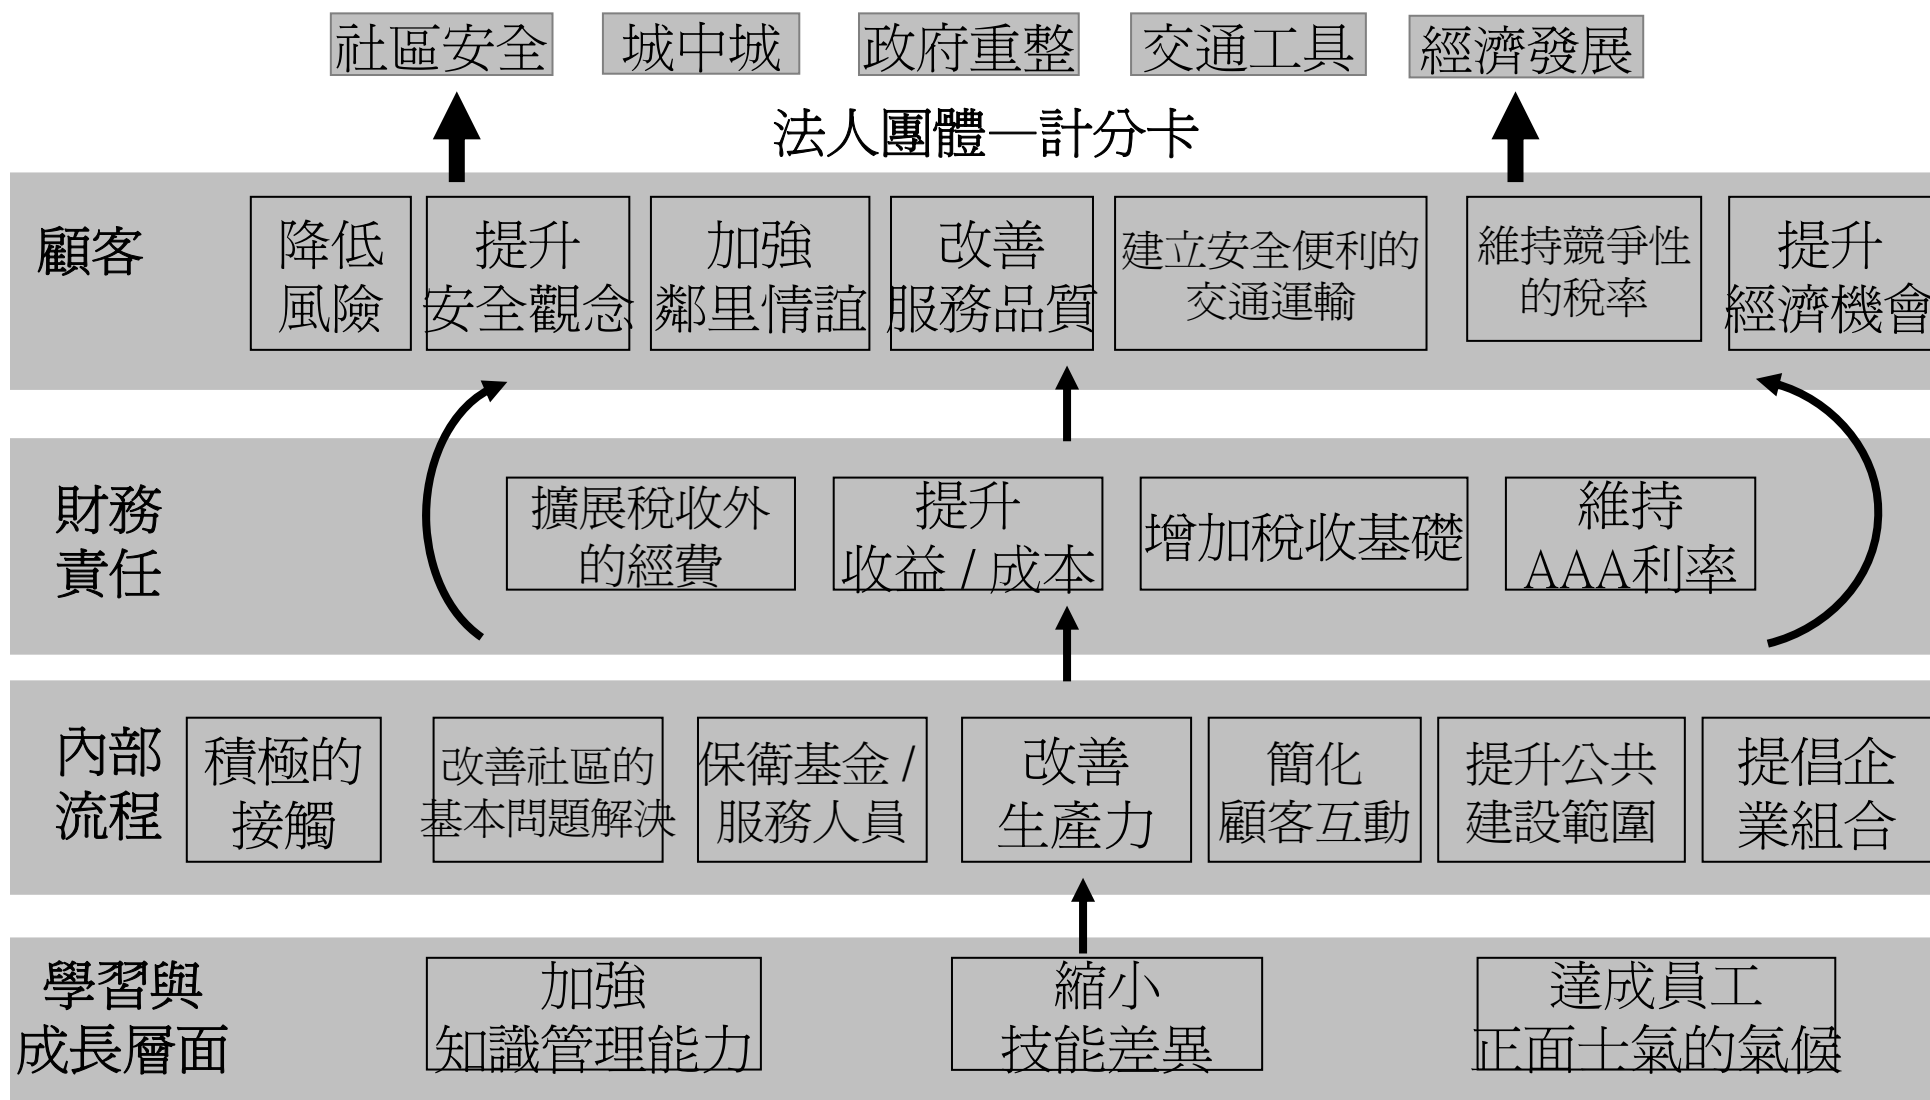 社區安全
城中城
政府重整
交通工具
經濟發展
法人團體—計分卡
顧客
降低
風險
提升
安全觀念
加強
鄰里情誼
改善
服務品質
建立安全便利的
交通運輸
維持競爭性
的稅率
提升
經濟機會
財務
責任
擴展稅收外
的經費
提升
收益 / 成本
增加稅收基礎
維持
AAA利率
內部
流程
積極的
接觸
改善社區的
基本問題解決
保衛基金 /
服務人員
改善
生產力
簡化
顧客互動
提升公共
建設範圍
提倡企
業組合
學習與
成長層面
加強
知識管理能力
縮小
技能差異
達成員工
正面士氣的氣候